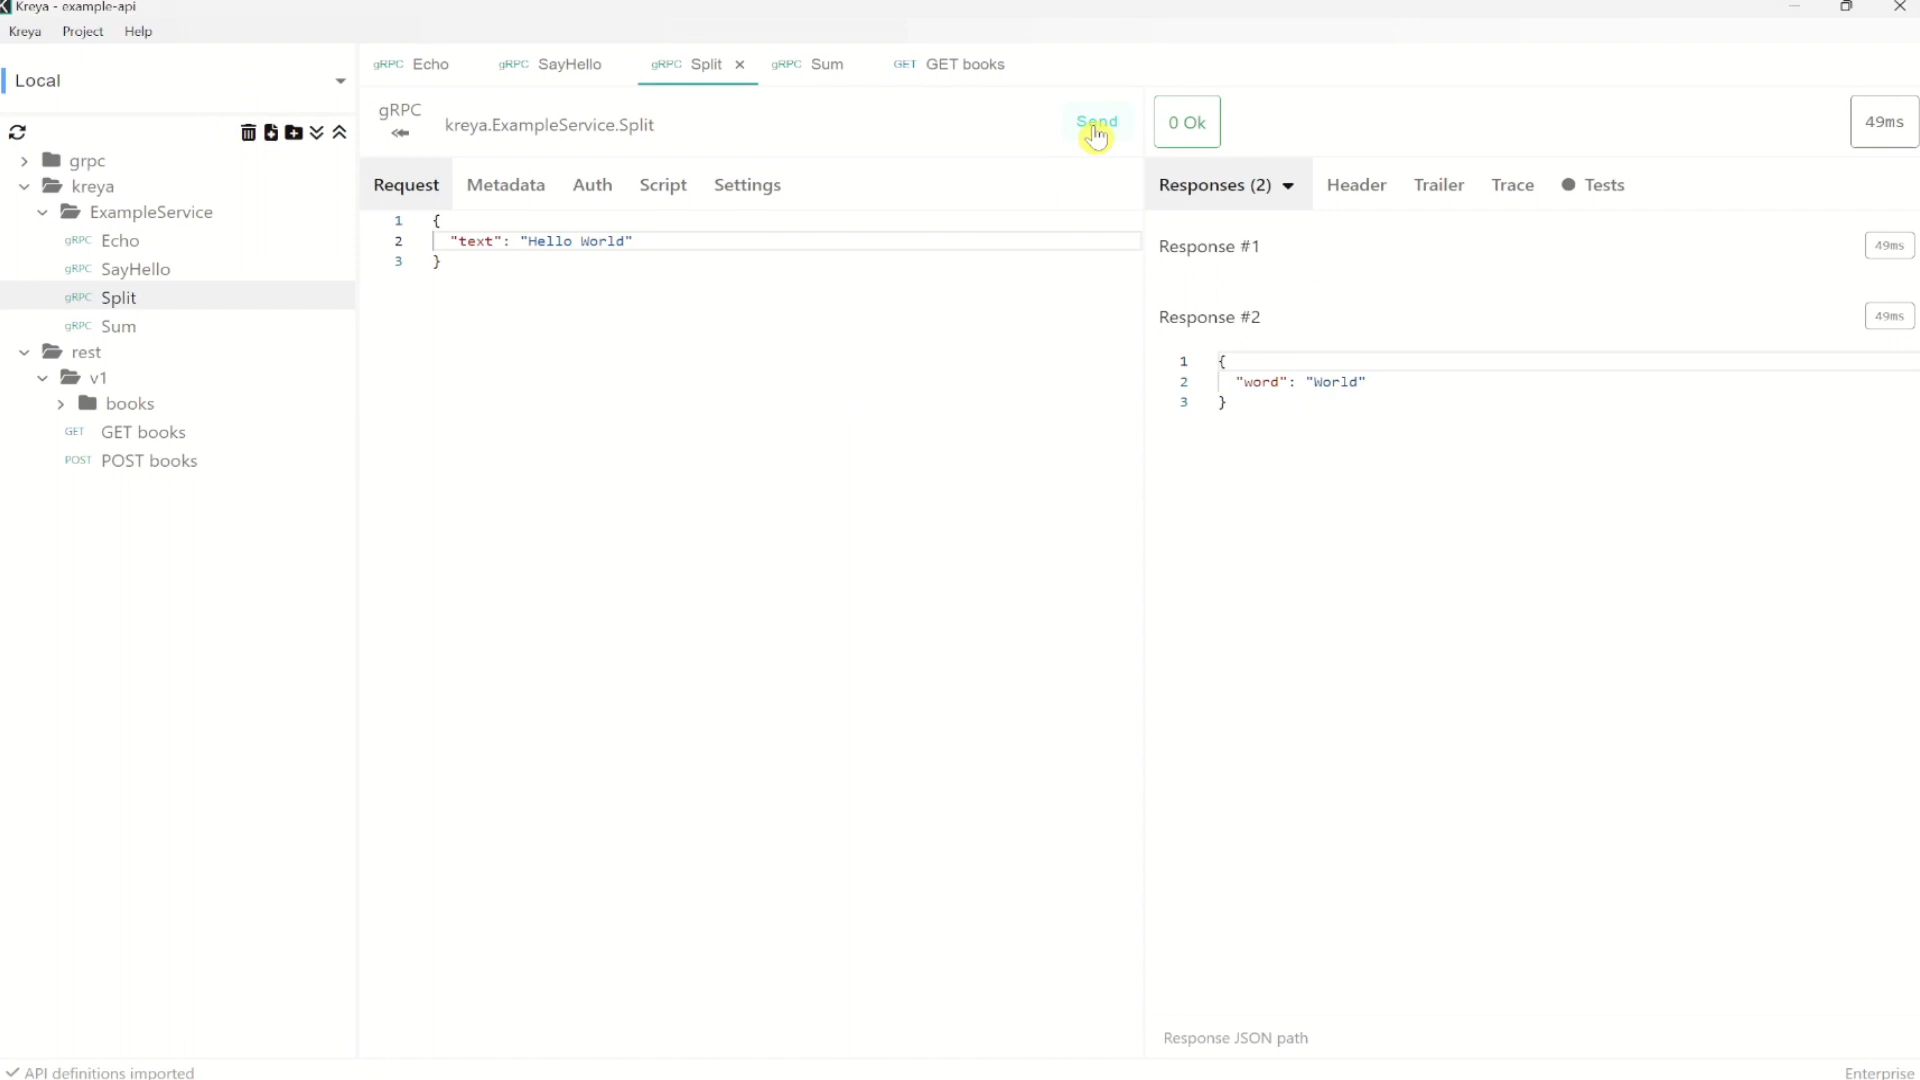 Kreya - example-api
Kreya Project Help
Local
gRPC Echo gRPC SayHello gRPC Split gRPC Sum GET GET books
gRPC
kreya.ExampleService.Split
Send
0 Ok
49ms
grpc
kreya
ExampleService
gRPC Echo
gRPC SayHello
gRPC Split
gRPC Sum
rest
v1
books
GET GET books
POST POST books
Request Metadata Auth Script Settings
1 {
2 "text": "Hello World"
3 }
Responses (2) Header Trailer Trace Tests
Response #1 49ms
Response #2 49ms
1 {
2 "word": "World"
3 }
Response JSON path
API definitions imported
Enterprise